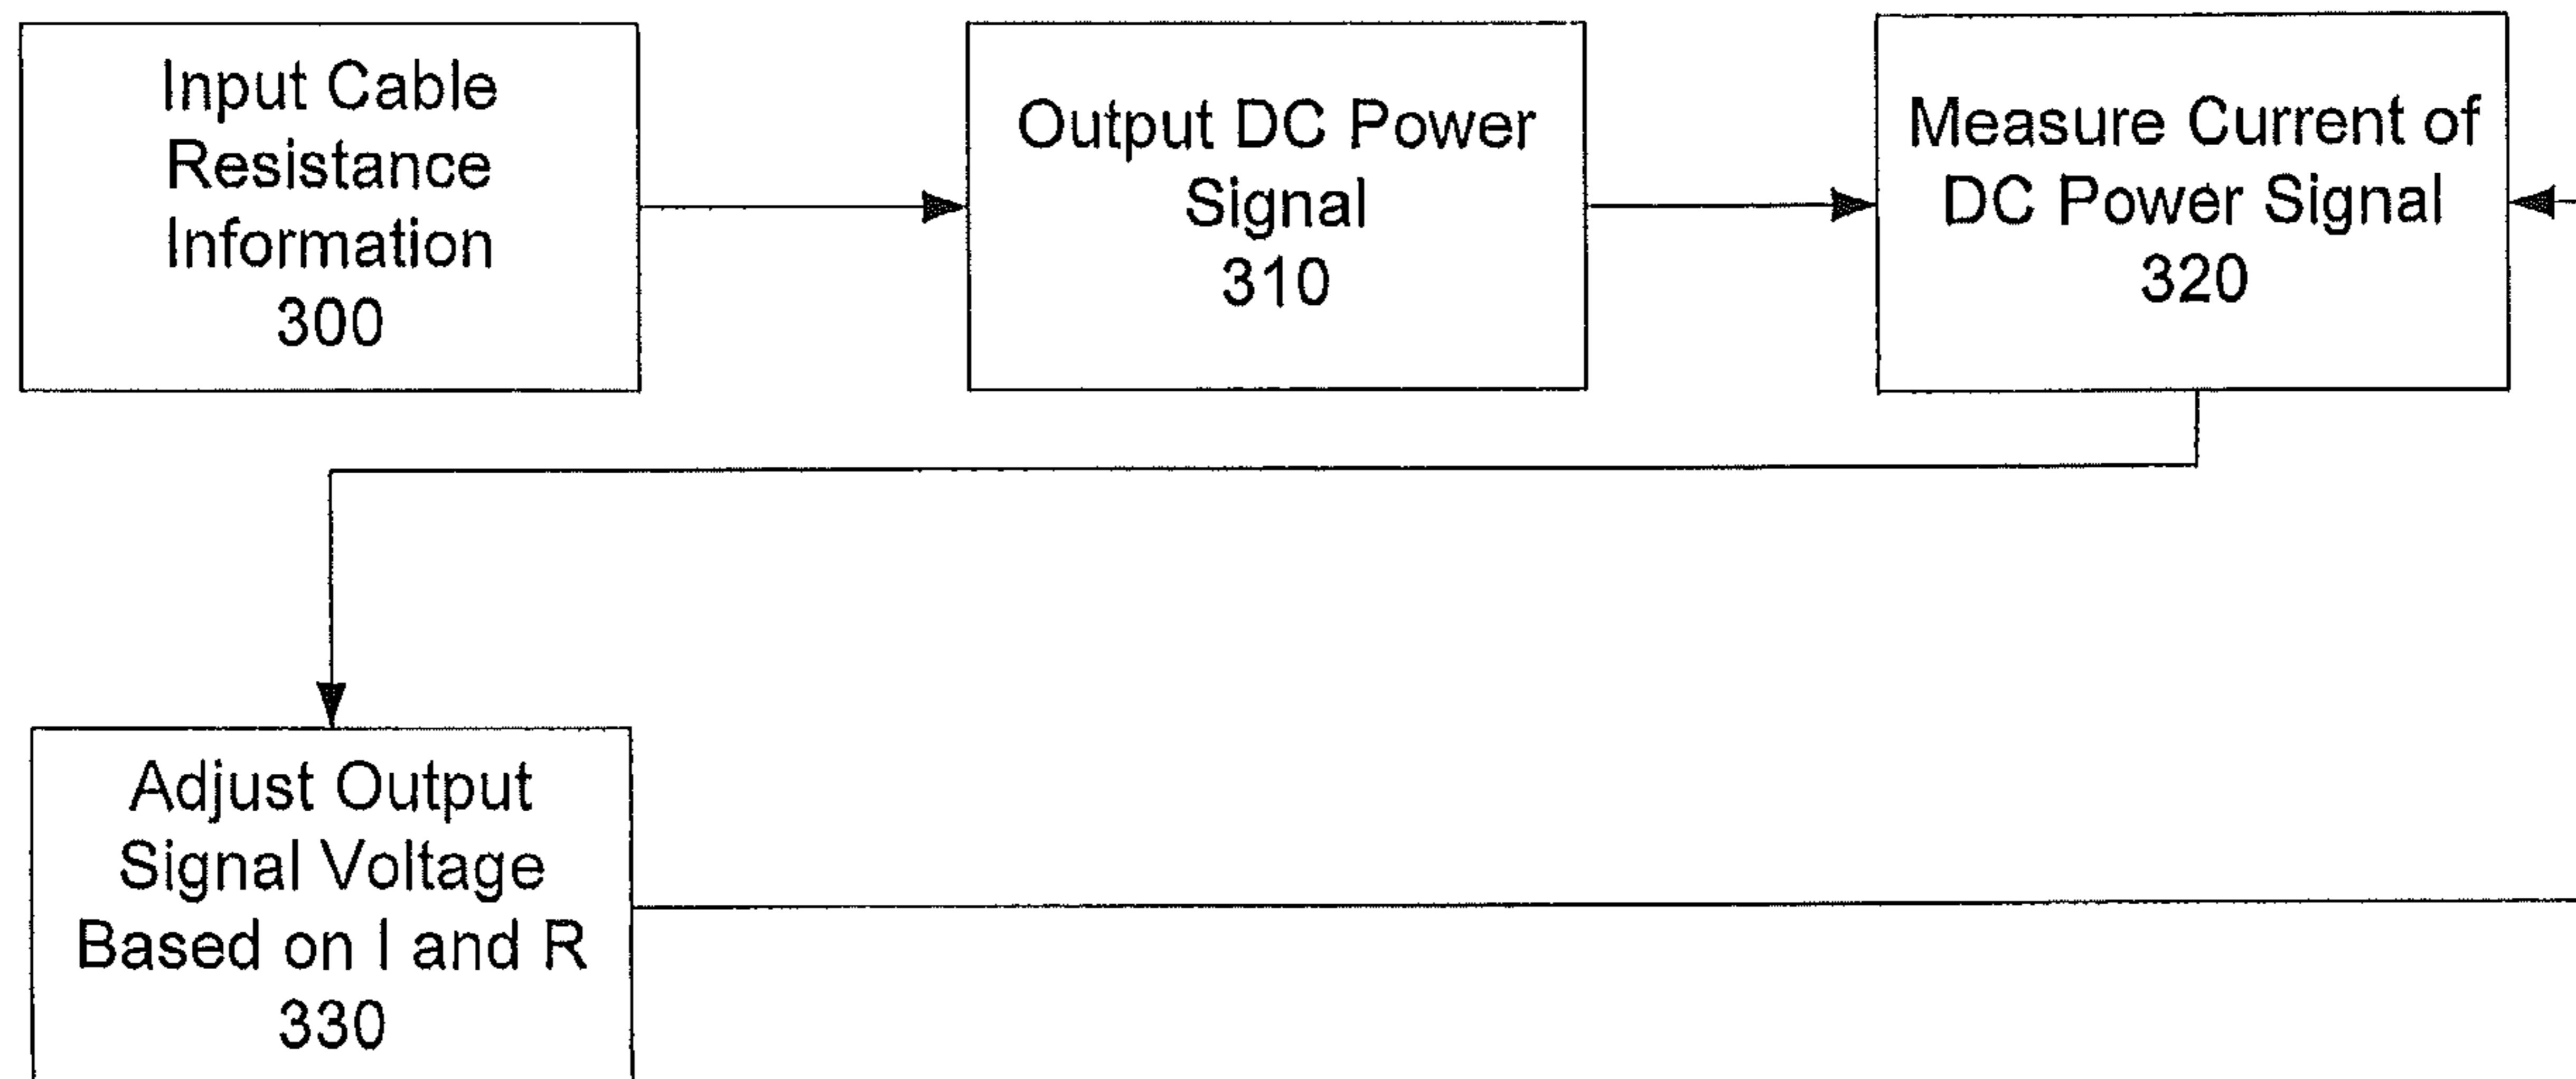 Input Cable
Resistance
Information
300
Output DC Power
Signal
310
Measure Current of
DC Power Signal
320
Adjust Output
Signal Voltage
Based on I and R
330